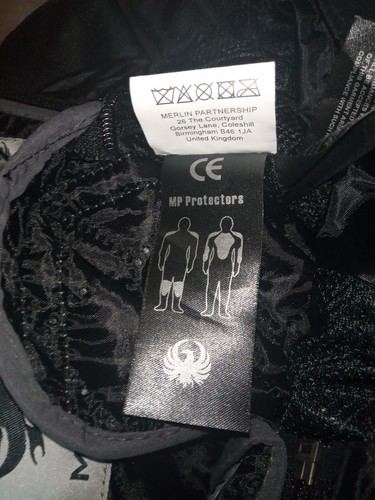 MERLIN PARTNERSHIP
26 The Courtyard
Gorsey Lane, Coleshill
Birmingham B46 1JA
United Kingdom
CE
MP Protectors
M